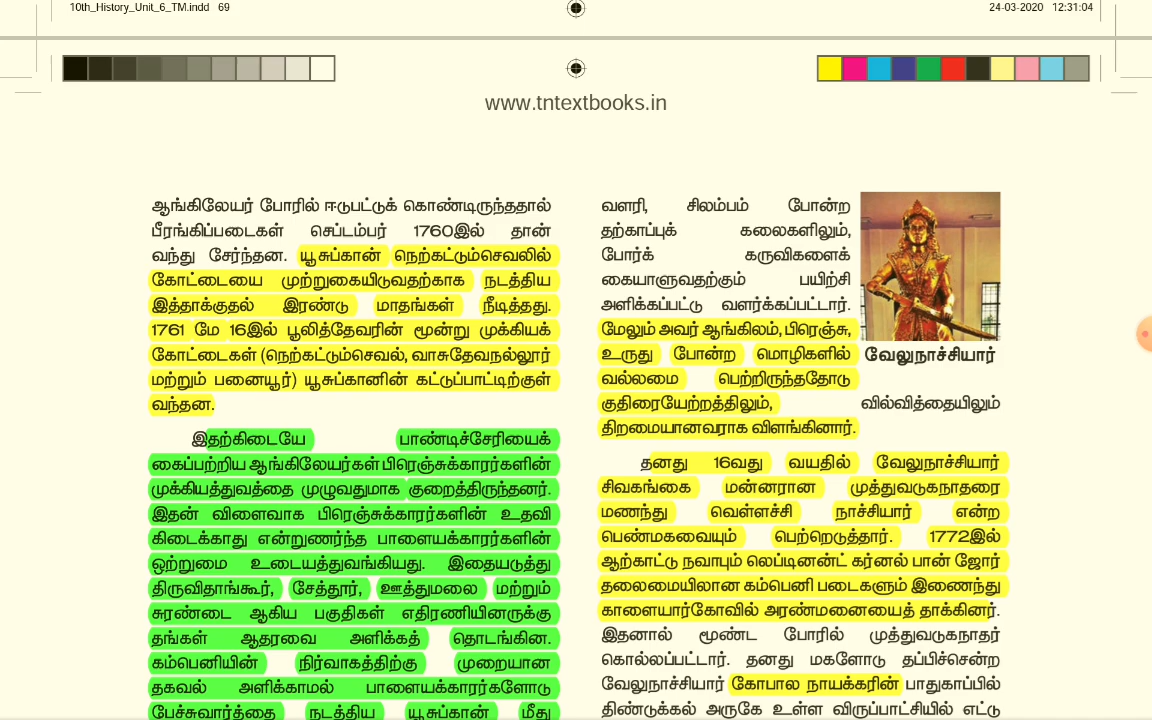 10th_History_Unit_6_TM.indd 69
24-03-2020 12:31:04
www.tntextbooks.in
ஆங்கிலேயர் போரில் ஈடுபட்டுக் கொண்டிருந்ததால்
பீரங்கிப்படைகள் செப்டம்பர் 1760இல் தான்
வந்து சேர்ந்தன. யூசுப்கான் நெற்கட்டும்செவலில்
கோட்டையை முற்றுகையிடுவதற்காக நடத்திய
இத்தாக்குதல் இரண்டு மாதங்கள் நீடித்தது.
1761 மே 16இல் பூலித்தேவரின் மூன்று முக்கியக்
கோட்டைகள் (நெற்கட்டும்செவல், வாசுதேவநல்லூர்
மற்றும் பனையூர்) யூசுப்கானின் கட்டுப்பாட்டிற்குள்
வந்தன.
இதற்கிடையே பாண்டிச்சேரியைக்
கைப்பற்றிய ஆங்கிலேயர்கள் பிரெஞ்சுக்காரர்களின்
முக்கியத்துவத்தை முழுவதுமாக குறைத்திருந்தனர்.
இதன் விளைவாக பிரெஞ்சுக்காரர்களின் உதவி
கிடைக்காது என்றுணர்ந்த பாளையக்காரர்களின்
ஒற்றுமை உடையத்துவங்கியது. இதையடுத்து
திருவிதாங்கூர், சேத்தூர், ஊத்துமலை மற்றும்
சுரண்டை ஆகிய பகுதிகள் எதிரணியினருக்கு
தங்கள் ஆதரவை அளிக்கத் தொடங்கின.
கம்பெனியின் நிர்வாகத்திற்கு முறையான
தகவல் அளிக்காமல் பாளையக்காரர்களோடு
பேச்சுவார்த்தை நடத்திய யூசுப்கான் மீது
வளரி, சிலம்பம் போன்ற
தற்காப்புக் கலைகளிலும்,
போர்க் கருவிகளைக்
கையாளுவதற்கும் பயிற்சி
அளிக்கப்பட்டு வளர்க்கப்பட்டார்.
மேலும் அவர் ஆங்கிலம், பிரெஞ்சு,
உருது போன்ற மொழிகளில்
வல்லமை பெற்றிருந்ததோடு
குதிரையேற்றத்திலும், வில்வித்தையிலும்
திறமையானவராக விளங்கினார்.
வேலுநாச்சியார்
தனது 16வது வயதில் வேலுநாச்சியார்
சிவகங்கை மன்னரான முத்துவடுகநாதரை
மணந்து வெள்ளச்சி நாச்சியார் என்ற
பெண்மகவையும் பெற்றெடுத்தார். 1772இல்
ஆற்காட்டு நவாபும் லெப்டினன்ட் கர்னல் பான் ஜோர்
தலைமையிலான கம்பெனி படைகளும் இணைந்து
காளையார்கோவில் அரண்மனையைத் தாக்கினர்.
இதனால் மூண்ட போரில் முத்துவடுகநாதர்
கொல்லப்பட்டார். தனது மகளோடு தப்பிச்சென்ற
வேலுநாச்சியார் கோபால நாயக்கரின் பாதுகாப்பில்
திண்டுக்கல் அருகே உள்ள விருப்பாட்சியில் எட்டு